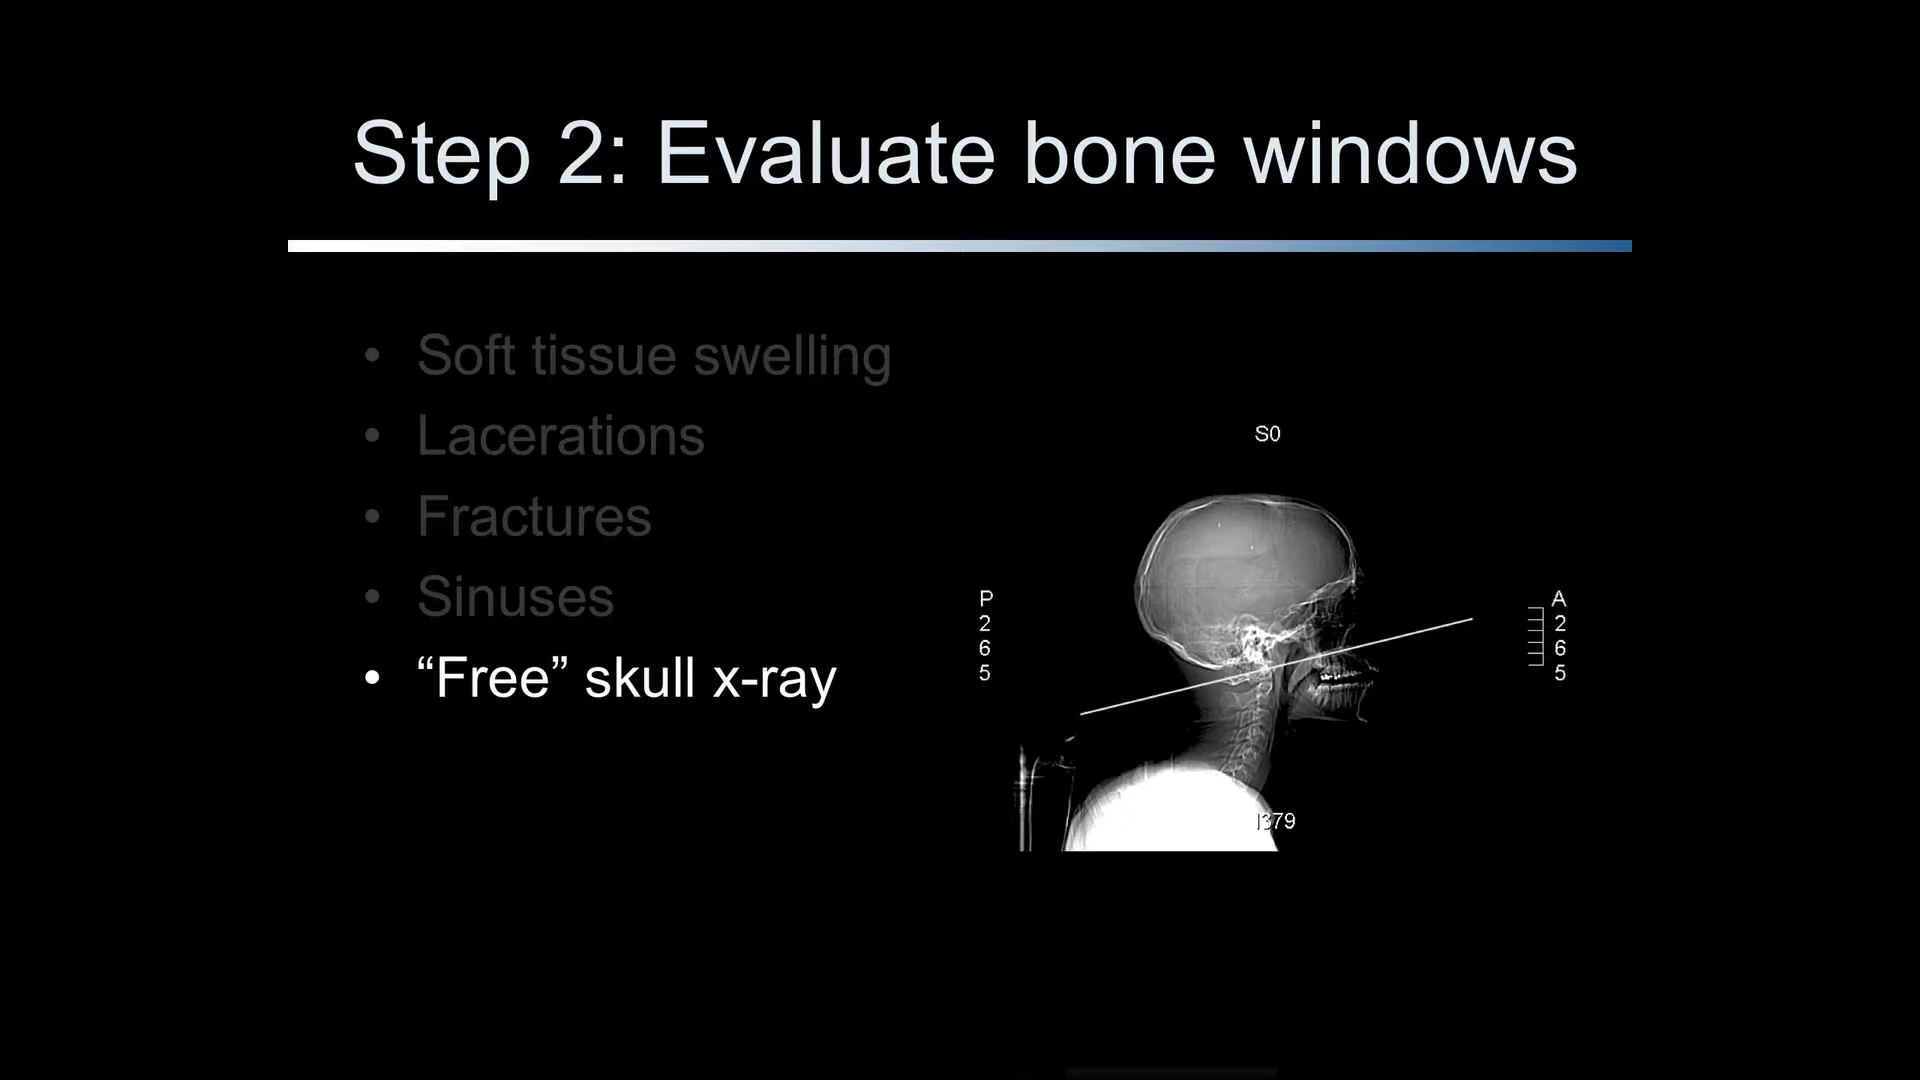 Step 2: Evaluate bone windows
• Soft tissue swelling
• Lacerations
• Fractures
• Sinuses
• “Free” skull x-ray
S0
P
2
6
5
A
2
6
5
I379